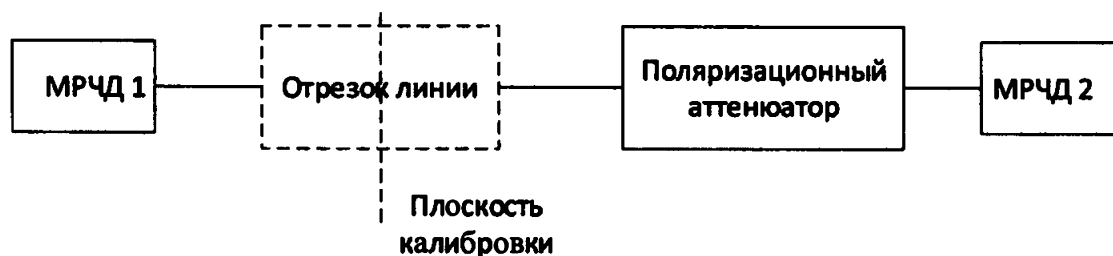 МРЧД 1
Отрезок линии
Поляризационный
аттенюатор
МРЧД 2
Плоскость
калибровки